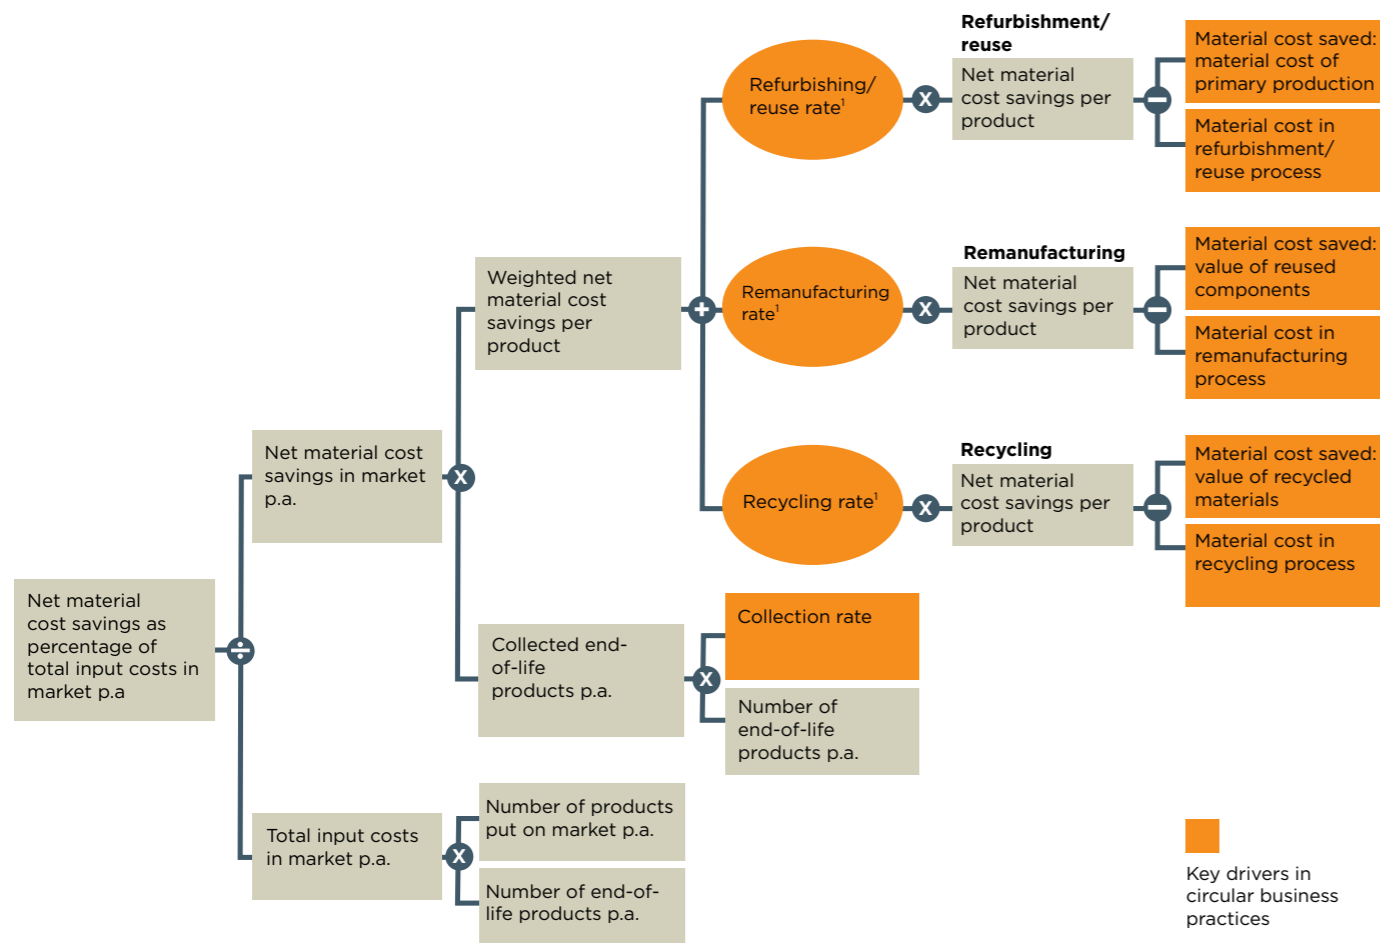 Net material
cost savings as
percentage of
total input costs in
market p.a
÷
Net material cost
savings in market
p.a.
X
Weighted net
material cost
savings per
product
+
Refurbishing/
reuse rate¹
X
Refurbishment/
reuse
Net material
cost savings per
product
−
Material cost saved:
material cost of
primary production
Material cost in
refurbishment/
reuse process
Remanufacturing
rate¹
X
Remanufacturing
Net material
cost savings per
product
−
Material cost saved:
value of reused
components
Material cost in
remanufacturing
process
Recycling rate¹
X
Recycling
Net material
cost savings per
product
−
Material cost saved:
value of recycled
materials
Material cost in
recycling process
Collected end-
of-life
products p.a.
X
Collection rate
Number of
end-of-life
products p.a.
Total input costs
in market p.a.
X
Number of products
put on market p.a.
Number of end-of-
life products p.a.
Key drivers in
circular business
practices